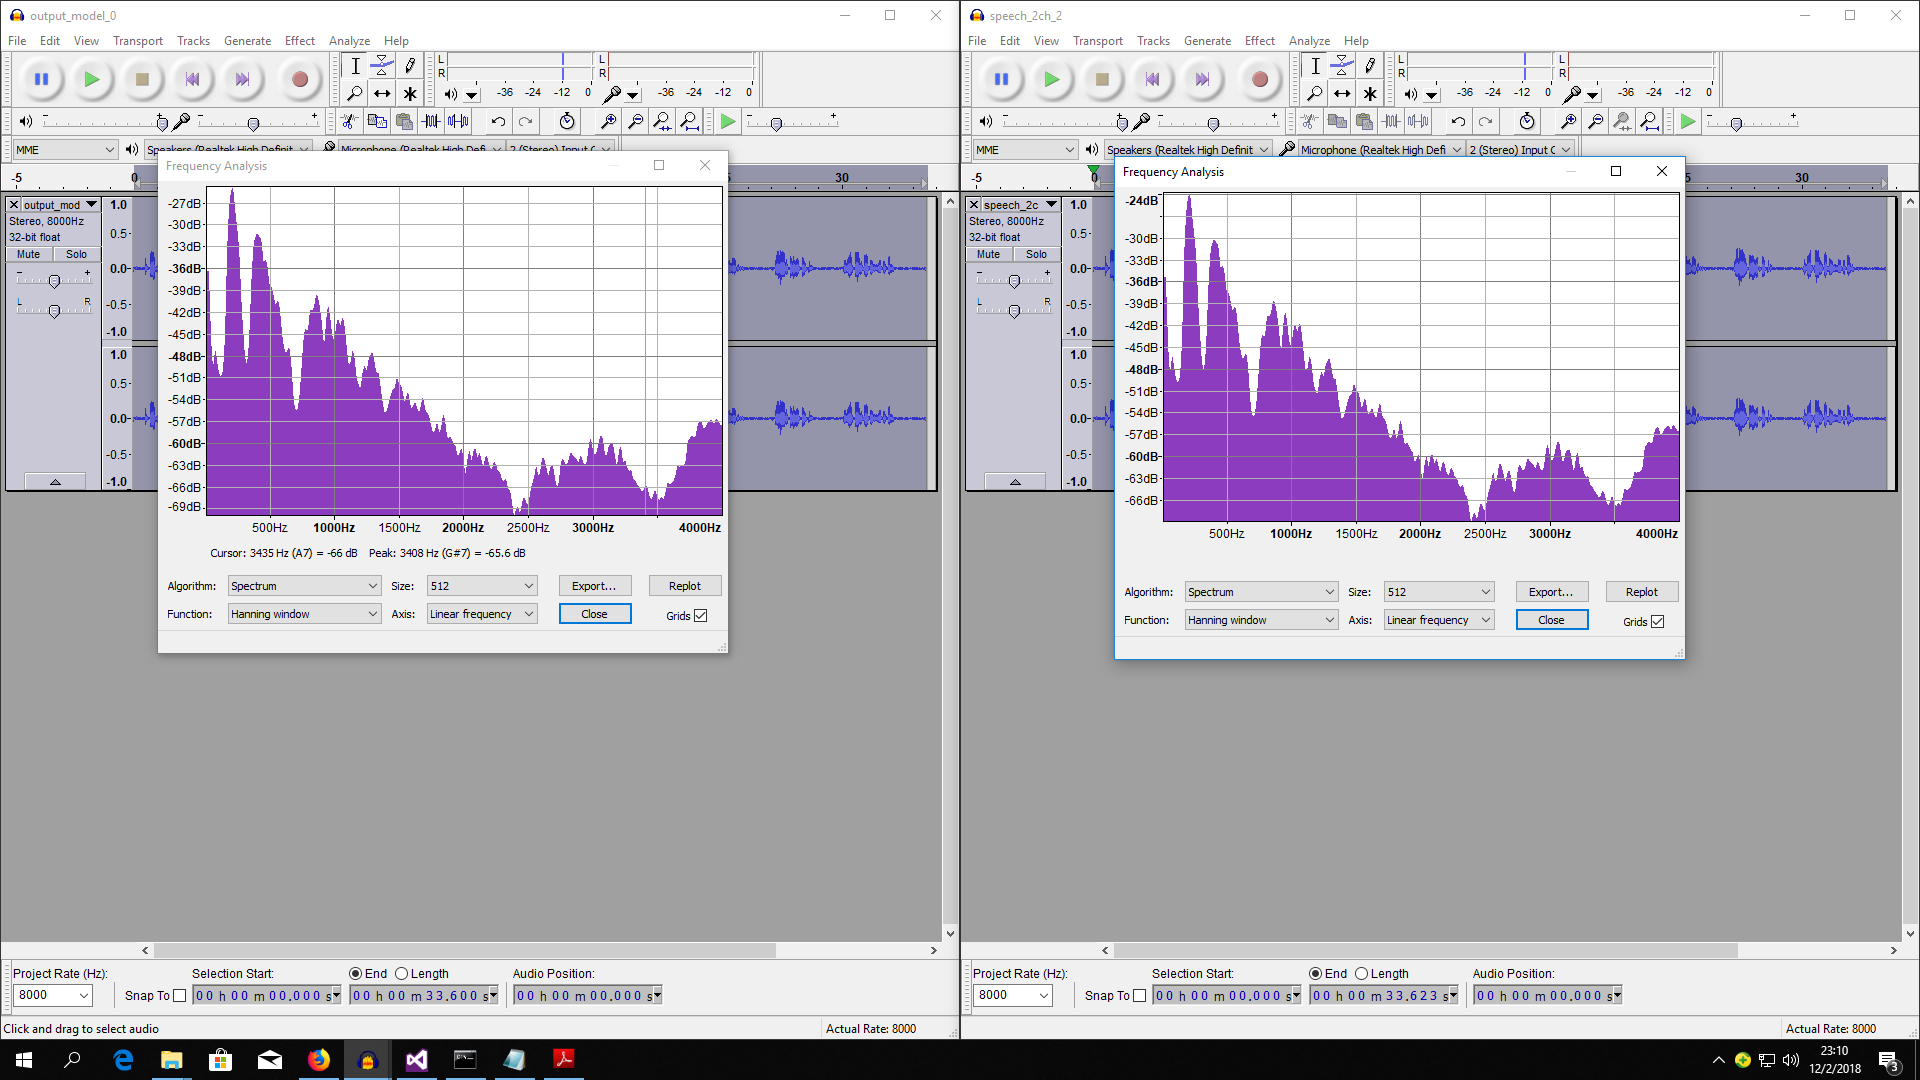 output_model_0
File Edit View Transport Tracks Generate Effect Analyze Help
L
R
L
R
-36 -24 -12 0
-36 -24 -12 0
MME
Speakers (Realtek High Definit
Microphone (Realtek High Defi
2 (Stereo) Input C
-5 0 30
output_mod
Stereo, 8000Hz
32-bit float
Mute Solo
- +
L R
1.0
0.5-
0.0-
-0.5-
-1.0
1.0
0.5-
0.0-
-0.5-
-1.0
Frequency Analysis
-27dB
-30dB
-33dB
-36dB
-39dB
-42dB
-45dB
-48dB
-51dB
-54dB
-57dB
-60dB
-63dB
-66dB
-69dB
500Hz 1000Hz 1500Hz 2000Hz 2500Hz 3000Hz 4000Hz
Cursor: 3435 Hz (A7) = -66 dB Peak: 3408 Hz (G#7) = -65.6 dB
Algorithm: Spectrum Size: 512 Export... Replot
Function: Hanning window Axis: Linear frequency Close Grids
Project Rate (Hz): Selection Start: End Length Audio Position:
8000 Snap To 00 h 00 m 00.000 s 00 h 00 m 33.600 s 00 h 00 m 00.000 s
Click and drag to select audio Actual Rate: 8000
speech_2ch_2
File Edit View Transport Tracks Generate Effect Analyze Help
L
R
L
R
-36 -24 -12 0
-36 -24 -12 0
MME
Speakers (Realtek High Definit
Microphone (Realtek High Defi
2 (Stereo) Input C
-5 0 30
speech_2c
Stereo, 8000Hz
32-bit float
Mute Solo
- +
L R
1.0
0.5-
0.0-
-0.5-
-1.0
1.0
0.5-
0.0-
-0.5-
-1.0
Frequency Analysis
-24dB
-30dB
-33dB
-36dB
-39dB
-42dB
-45dB
-48dB
-51dB
-54dB
-57dB
-60dB
-63dB
-66dB
500Hz 1000Hz 1500Hz 2000Hz 2500Hz 3000Hz 4000Hz
Algorithm: Spectrum Size: 512 Export... Replot
Function: Hanning window Axis: Linear frequency Close Grids
Project Rate (Hz): Selection Start: End Length Audio Position:
8000 Snap To 00 h 00 m 00.000 s 00 h 00 m 33.623 s 00 h 00 m 00.000 s
Actual Rate: 8000
23:10
12/2/2018
3